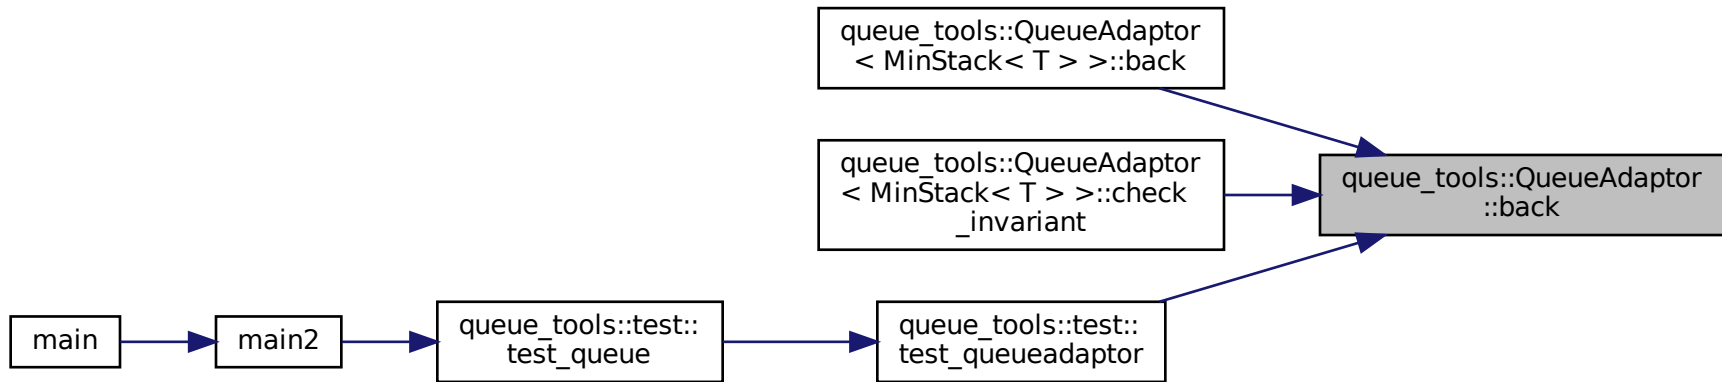 queue_tools::QueueAdaptor
< MinStack< T > >::back
queue_tools::QueueAdaptor
< MinStack< T > >::check
_invariant
queue_tools::QueueAdaptor
::back
main
main2
queue_tools::test::
test_queue
queue_tools::test::
test_queueadaptor